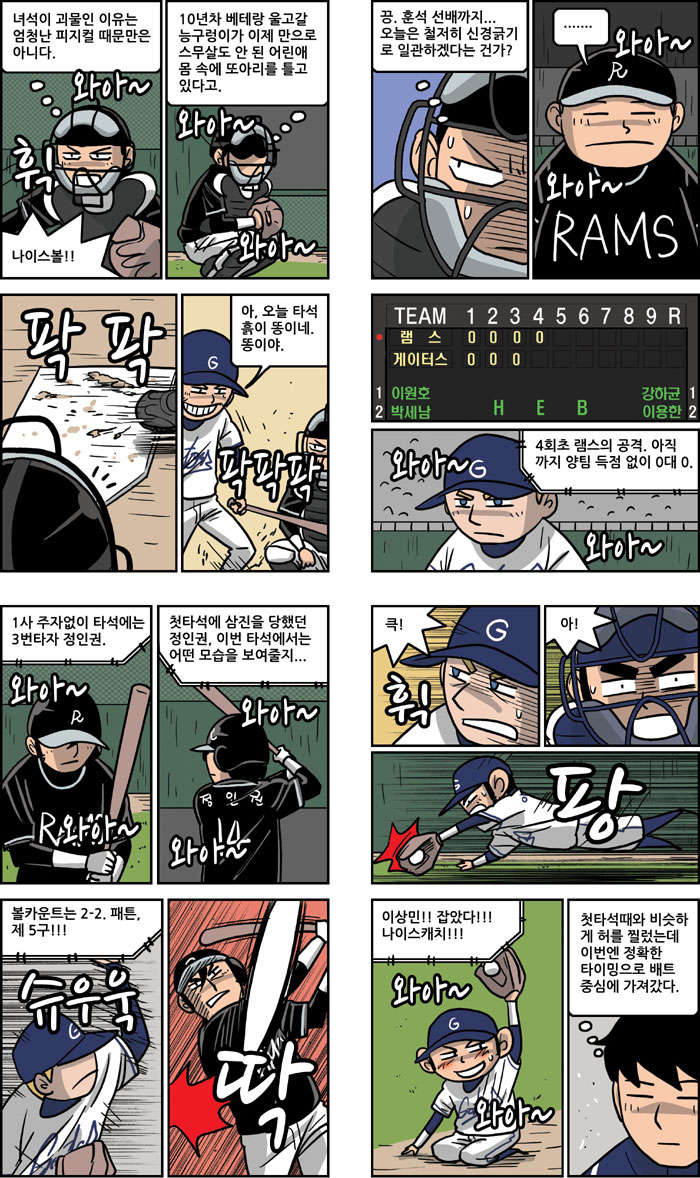 녀석이 괴물인 이유는
엄청난 피지컬 때문만은
아니다.
와아~
휙
나이스볼!!
10년차 베테랑 울고갈
능구렁이가 이제 만으로
스무살도 안 된 어린애
몸 속에 또아리를 틀고
있다고.
와아~
와아~
끙. 훈석 선배까지...
오늘은 철저히 신경긁기
로 일관하겠다는 건가?
.......
와아~
R
와아~
RAMS
팍 팍
아, 오늘 타석
흙이 똥이네.
똥이야.
G
팍팍팍
TEAM 1 2 3 4 5 6 7 8 9 R
램 스 0 0 0 0
게이터스 0 0 0
1 이원호 강하균 1
2 박세남 H E B 이용한 2
4회초 램스의 공격. 아직
까지 양팀 득점 없이 0대 0.
와아~
G
와아~
1사 주자없이 타석에는
3번타자 정인권.
와아~
R
R
와아~
첫타석에 삼진을 당했던
정인권, 이번 타석에서는
어떤 모습을 보여줄지...
와아~
정인권
와아~
큭!
G
휙
아!
G
팡
볼카운트는 2-2. 패튼,
제 5구!!!
슈우욱
G
딱
이상민!! 잡았다!!!
나이스캐치!!!
와아~
G
와아~
첫타석때와 비슷하
게 허를 찔렀는데
이번엔 정확한
타이밍으로 배트
중심에 가져갔다.